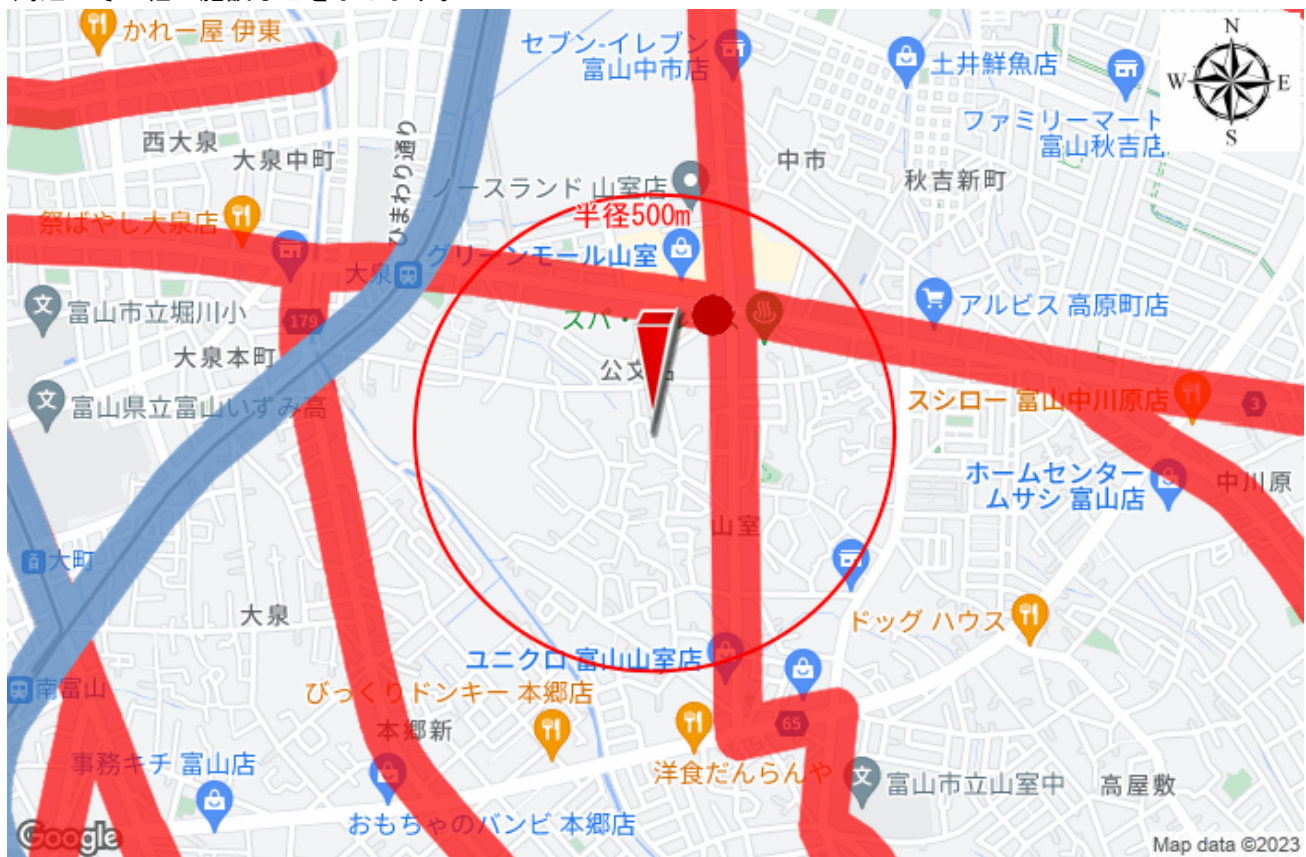 かれー屋 伊東
セブン-イレブン
富山中市店
土井鮮魚店
N
W
E
S
ファミリーマート
富山秋吉店
西大泉
大泉中町
ひまわり通り
ノースランド 山室店
中市
秋吉新町
祭ばやし大泉店
半径500m
大泉
グリーンモール山室
富山市立堀川小
179
スパ・
ス
アルビス 高原町店
大泉本町
公文名
富山県立富山いずみ高
スシロー 富山中川原店
3
ホームセンター
ムサシ 富山店
中川原
山室
大町
大泉
ドッグ ハウス
ユニクロ 富山山室店
南富山
びっくりドンキー 本郷店
本郷新
65
事務キチ 富山店
洋食だんらんや
富山市立山室中
高屋敷
おもちゃのバンビ 本郷店
Google
Map data ©2023